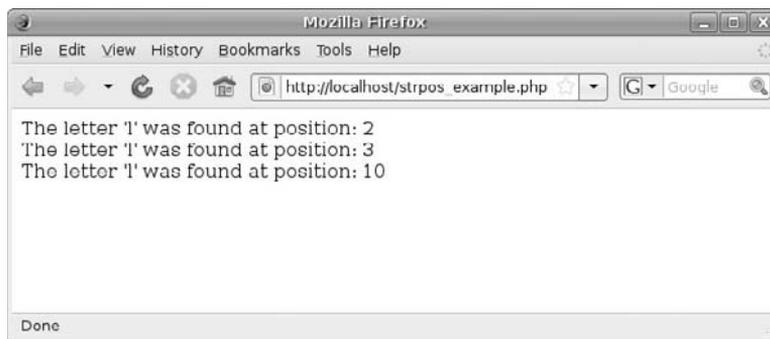 Mozilla Firefox
File Edit View History Bookmarks Tools Help
http://localhost/strpos_example.php G Google
The letter 'l' was found at position: 2
The letter 'l' was found at position: 3
The letter 'l' was found at position: 10
Done